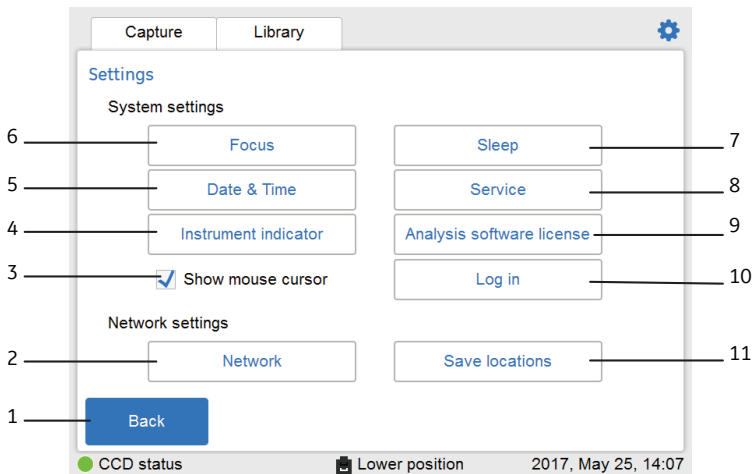 Capture Library
Settings
System settings
6 Focus Sleep 7
5 Date & Time Service 8
4 Instrument indicator Analysis software license 9
3 Show mouse cursor Log in 10
Network settings
2 Network Save locations 11
1 Back
CCD status Lower position 2017, May 25, 14:07